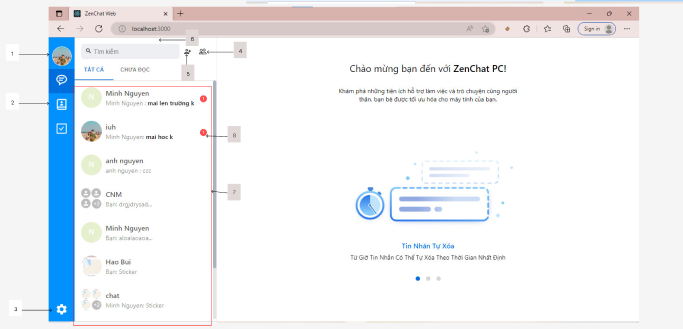 ZenChat Web
localhost:3000
Sign in
1
2
3
4
5
6
7
8
Tìm kiếm
TẤT CẢ
CHƯA ĐỌC
N
Minh Nguyen
Minh Nguyen : mai len trường k
1
iuh
Minh Nguyen: mai hoc k
1
N
anh nguyen
anh nguyen : ccc
CNM
Bạn: drgjdrysad...
N
Minh Nguyen
Bạn: aloalaoaoa...
Hao Bui
Bạn: Sticker
chat
Minh Nguyen: Sticker
Chào mừng bạn đến với ZenChat PC!
Khám phá những tiện ích hỗ trợ làm việc và trò chuyện cùng người
thân, bạn bè được tối ưu hóa cho máy tính của bạn.
Tin Nhắn Tự Xóa
Từ Giờ Tin Nhắn Có Thể Tự Xóa Theo Thời Gian Nhất Định